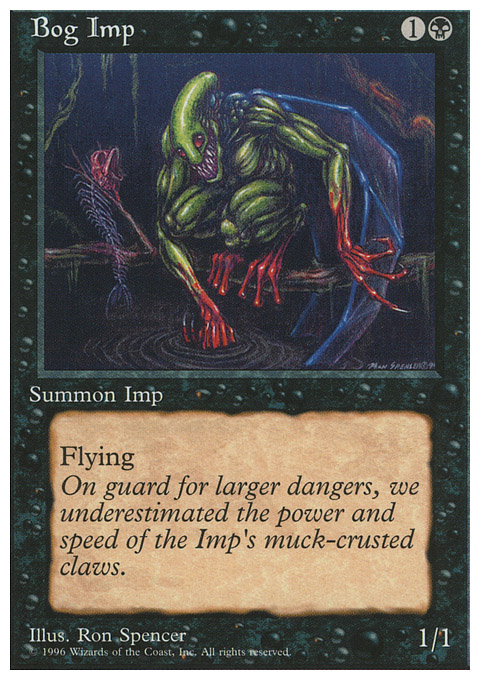 Bog Imp 1
Summon Imp
Flying
On guard for larger dangers, we
underestimated the power and
speed of the Imp's muck-crusted
claws.
Illus. Ron Spencer
1/1
© 1996 Wizards of the Coast, Inc. All rights reserved.